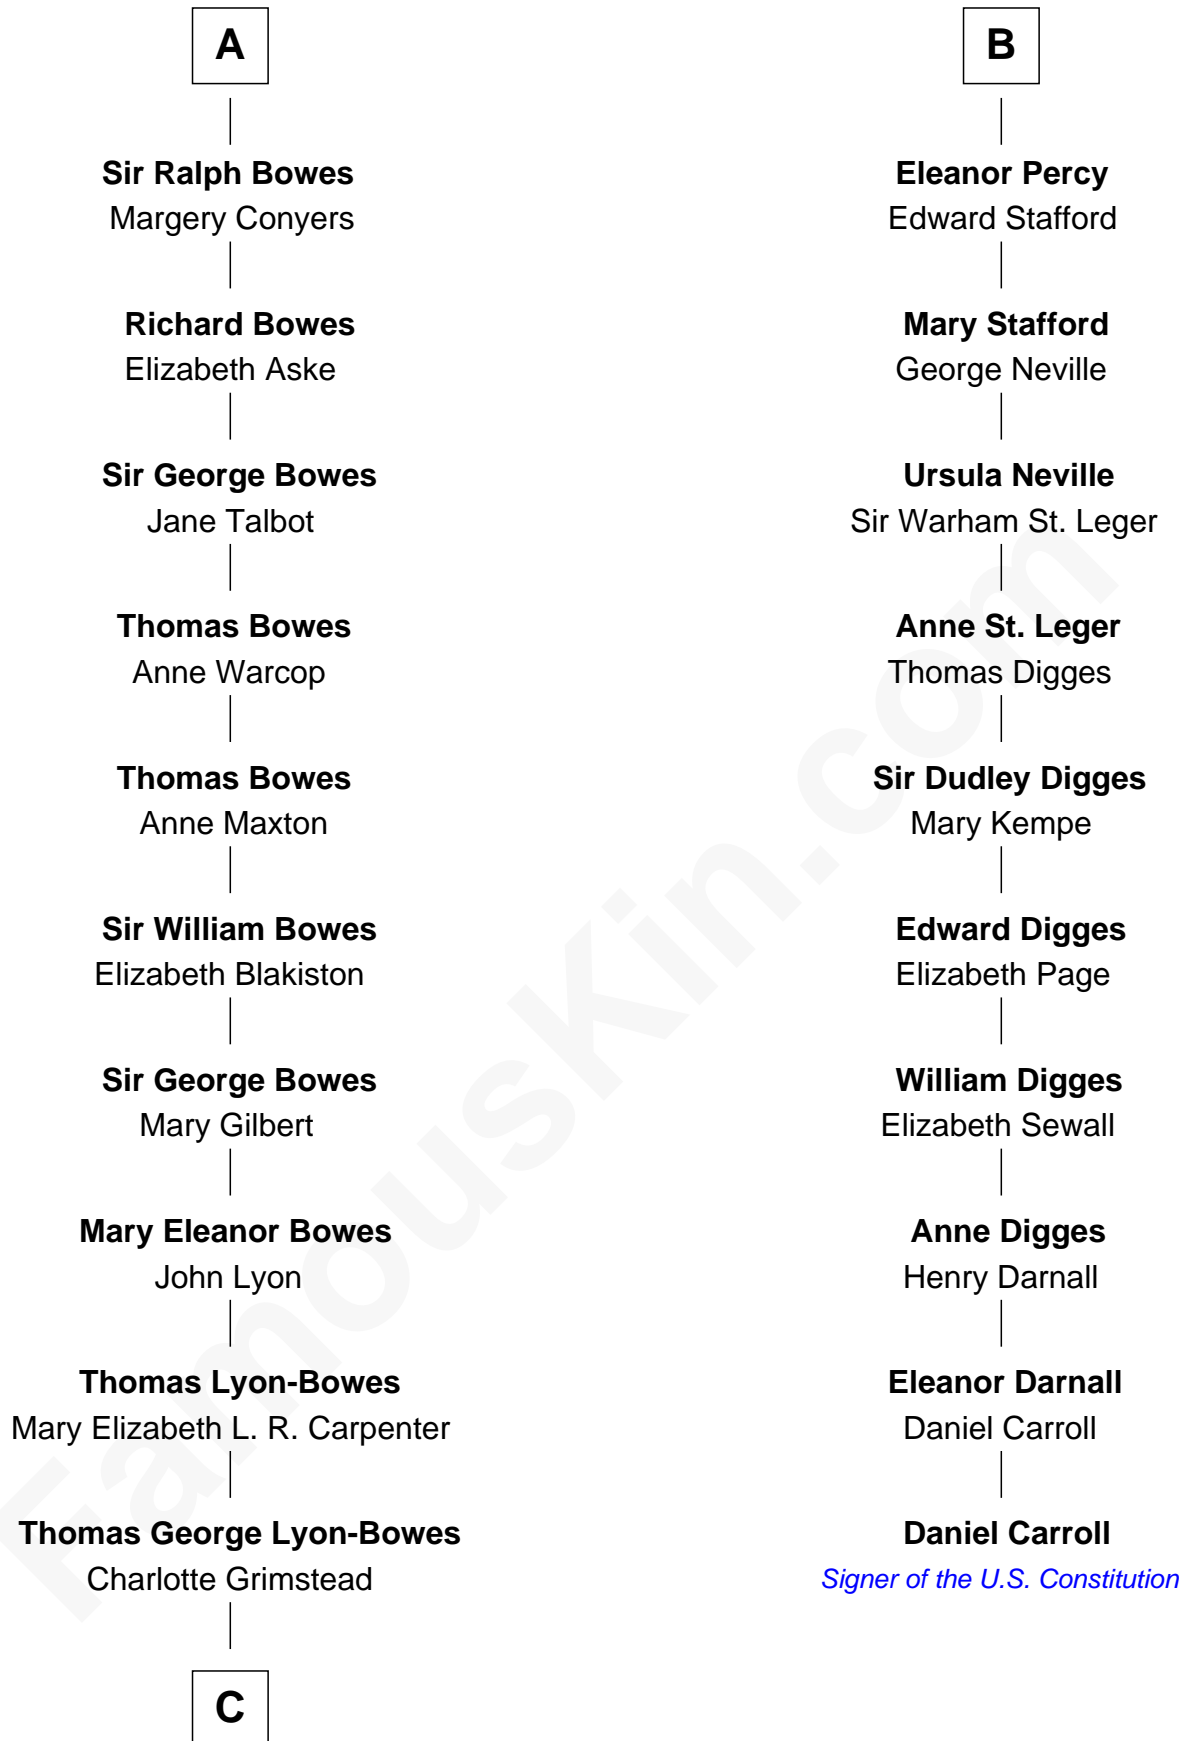 A
Sir Ralph Bowes
Margery Conyers
Richard Bowes
Elizabeth Aske
Sir George Bowes
Jane Talbot
Thomas Bowes
Anne Warcop
Thomas Bowes
Anne Maxton
Sir William Bowes
Elizabeth Blakiston
Sir George Bowes
Mary Gilbert
Mary Eleanor Bowes
John Lyon
Thomas Lyon-Bowes
Mary Elizabeth L. R. Carpenter
Thomas George Lyon-Bowes
Charlotte Grimstead
C
B
Eleanor Percy
Edward Stafford
Mary Stafford
George Neville
Ursula Neville
Sir Warham St. Leger
Anne St. Leger
Thomas Digges
Sir Dudley Digges
Mary Kempe
Edward Digges
Elizabeth Page
William Digges
Elizabeth Sewall
Anne Digges
Henry Darnall
Eleanor Darnall
Daniel Carroll
Daniel Carroll
Signer of the U.S. Constitution
FamousKin.com